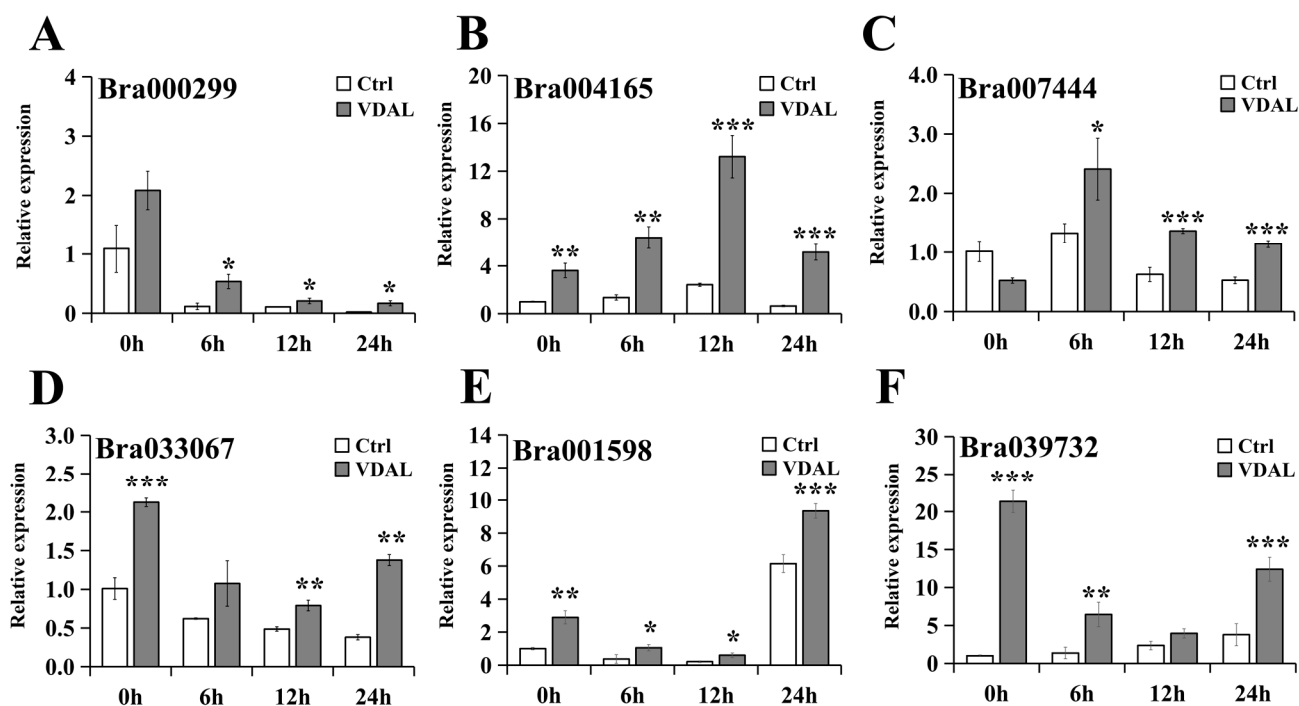 A
Bra000299
Ctrl
VDAL
Relative expression
4
3
2
1
0
*
*
*
0h 6h 12h 24h
B
Bra004165
Ctrl
VDAL
Relative expression
20
16
12
8
4
0
**
**
***
***
0h 6h 12h 24h
C
Bra007444
Ctrl
VDAL
Relative expression
4.0
3.0
2.0
1.0
0.0
*
***
***
0h 6h 12h 24h
D
Bra033067
Ctrl
VDAL
Relative expression
3.0
2.5
2.0
1.5
1.0
0.5
0.0
***
**
**
0h 6h 12h 24h
E
Bra001598
Ctrl
VDAL
Relative expression
14
12
10
8
6
4
2
0
**
*
*
***
0h 6h 12h 24h
F
Bra039732
Ctrl
VDAL
Relative expression
30
25
20
15
10
5
0
***
**
***
0h 6h 12h 24h